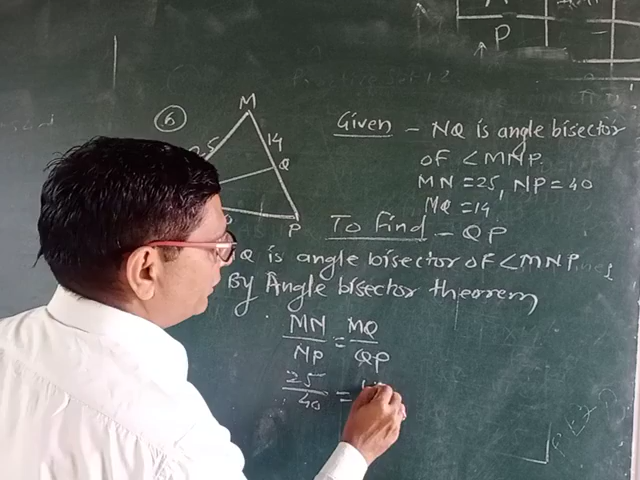 P
6
M
25
14
Q
P
Given - NQ is angle bisector
of ∠MNP.
MN = 25, NP = 40
MQ = 14
To Find - QP
Q is angle bisector of ∠MNP
By Angle bisector theorem
MN/NP = MQ/QP
25/40 =